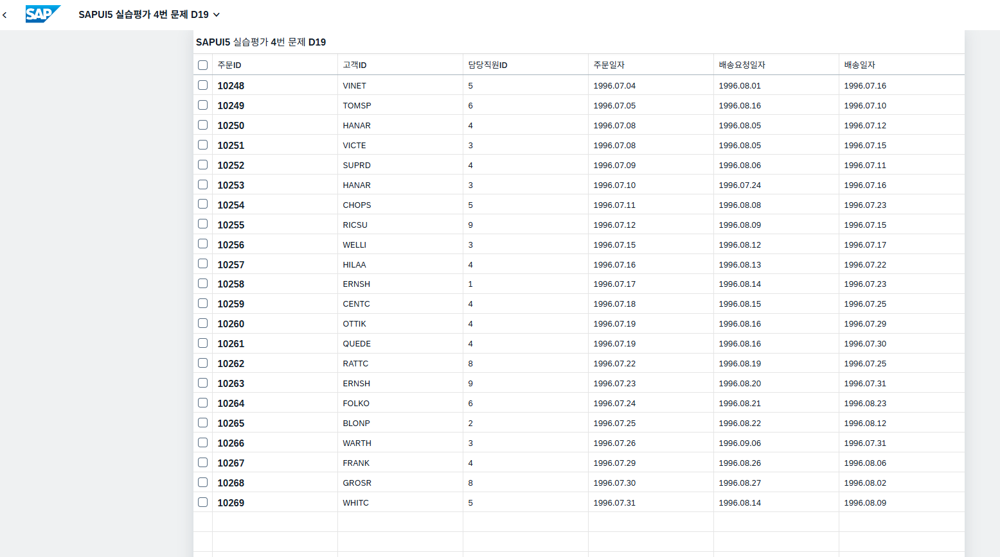 SAP SAPUI5 실습평가 4번 문제 D19
SAPUI5 실습평가 4번 문제 D19
주문ID 고객ID 담당직원ID 주문일자 배송요청일자 배송일자
10248 VINET 5 1996.07.04 1996.08.01 1996.07.16
10249 TOMSP 6 1996.07.05 1996.08.16 1996.07.10
10250 HANAR 4 1996.07.08 1996.08.05 1996.07.12
10251 VICTE 3 1996.07.08 1996.08.05 1996.07.15
10252 SUPRD 4 1996.07.09 1996.08.06 1996.07.11
10253 HANAR 3 1996.07.10 1996.07.24 1996.07.16
10254 CHOPS 5 1996.07.11 1996.08.08 1996.07.23
10255 RICSU 9 1996.07.12 1996.08.09 1996.07.15
10256 WELLI 3 1996.07.15 1996.08.12 1996.07.17
10257 HILAA 4 1996.07.16 1996.08.13 1996.07.22
10258 ERNSH 1 1996.07.17 1996.08.14 1996.07.23
10259 CENTC 4 1996.07.18 1996.08.15 1996.07.25
10260 OTTIK 4 1996.07.19 1996.08.16 1996.07.29
10261 QUEDE 4 1996.07.19 1996.08.16 1996.07.30
10262 RATTC 8 1996.07.22 1996.08.19 1996.07.25
10263 ERNSH 9 1996.07.23 1996.08.20 1996.07.31
10264 FOLKO 6 1996.07.24 1996.08.21 1996.08.23
10265 BLONP 2 1996.07.25 1996.08.22 1996.08.12
10266 WARTH 3 1996.07.26 1996.09.06 1996.07.31
10267 FRANK 4 1996.07.29 1996.08.26 1996.08.06
10268 GROSR 8 1996.07.30 1996.08.27 1996.08.02
10269 WHITC 5 1996.07.31 1996.08.14 1996.08.09